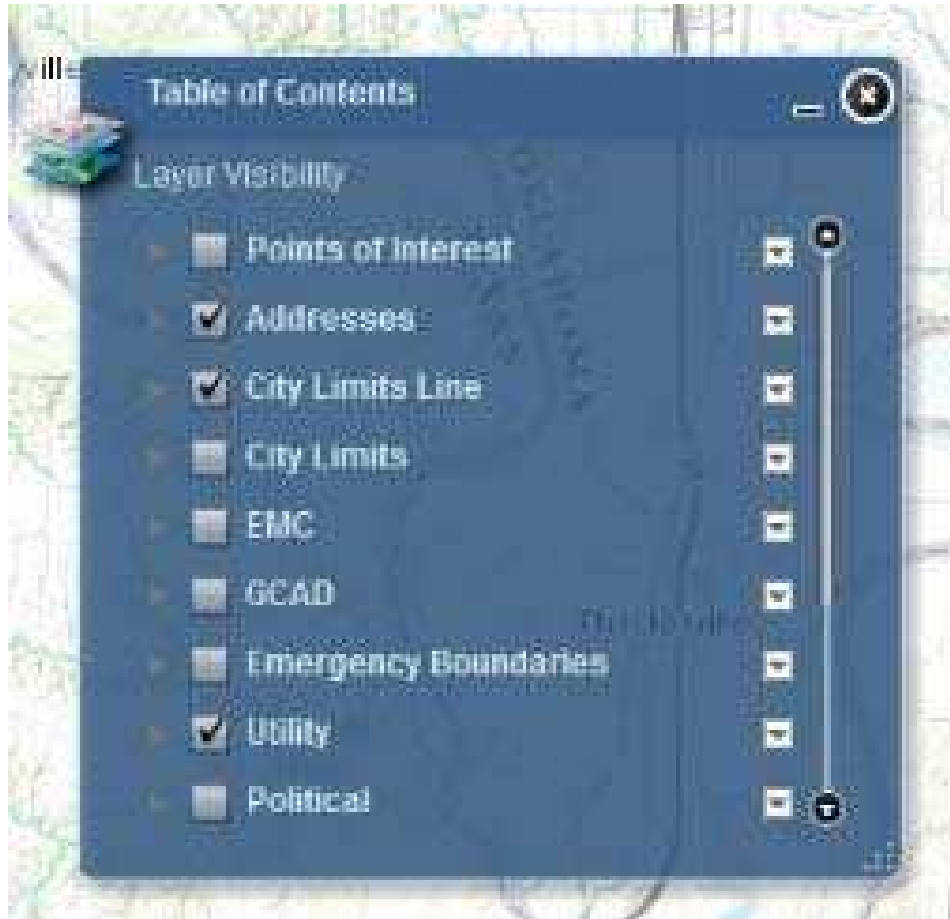 Table of Contents
Layer Visibility
Points of Interest
Addresses
City Limits Line
City Limits
EMC
GCAD
Emergency Boundaries
Utility
Political